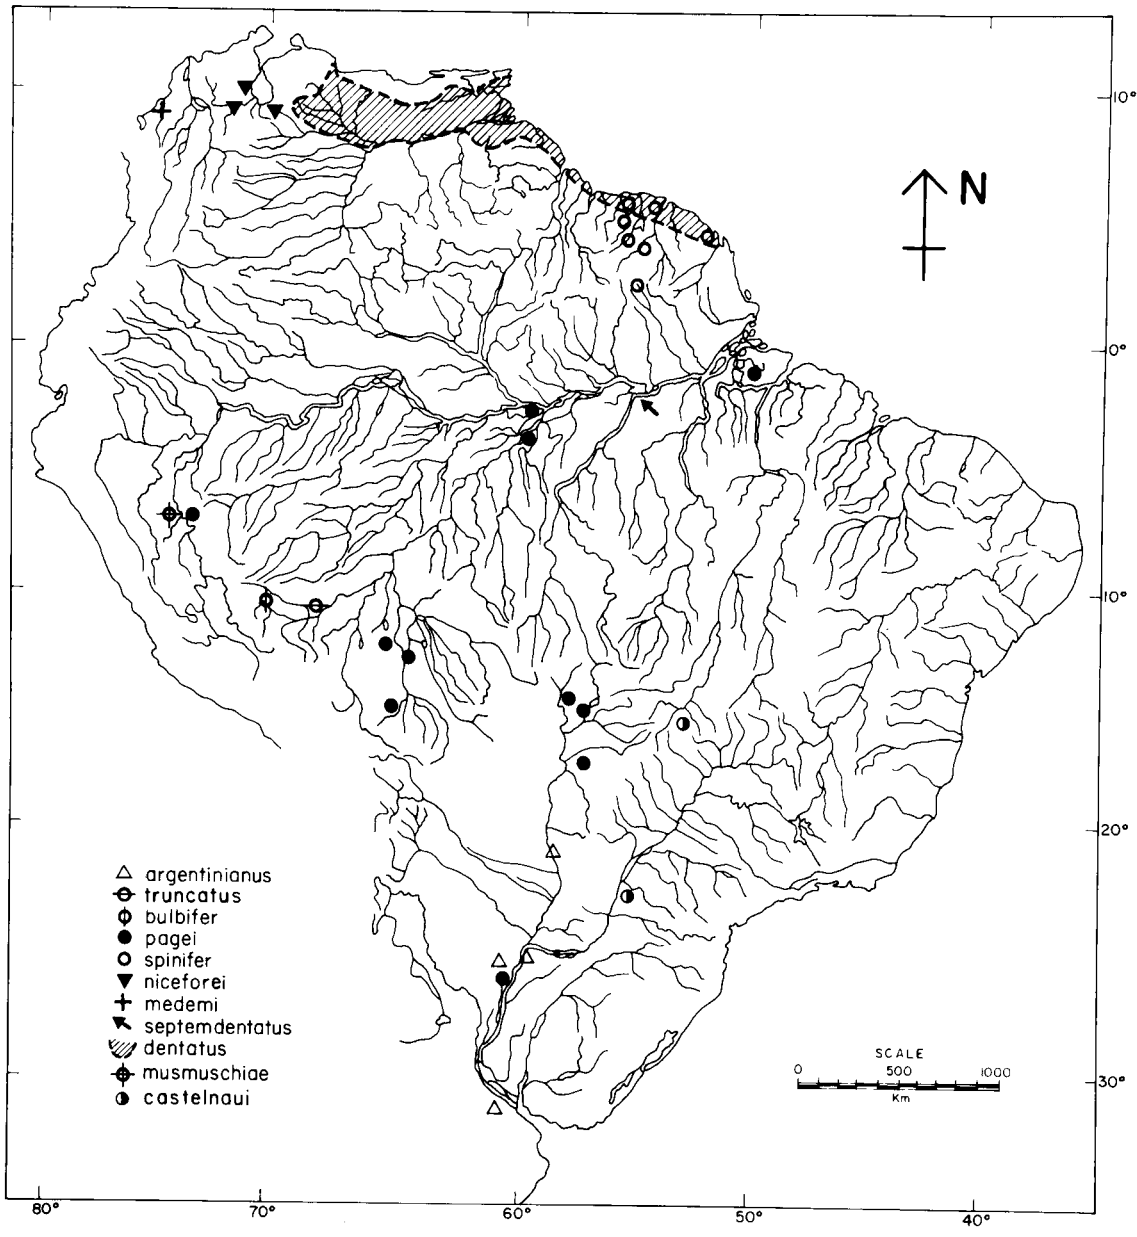 10°
N
0°
10°
20°
argentinianus
truncatus
bulbifer
pagei
spinifer
niceforei
medemi
septemdentatus
dentatus
musmuschiae
castelnaui
SCALE
0 500 1000
Km
30°
80° 70° 60° 50° 40°